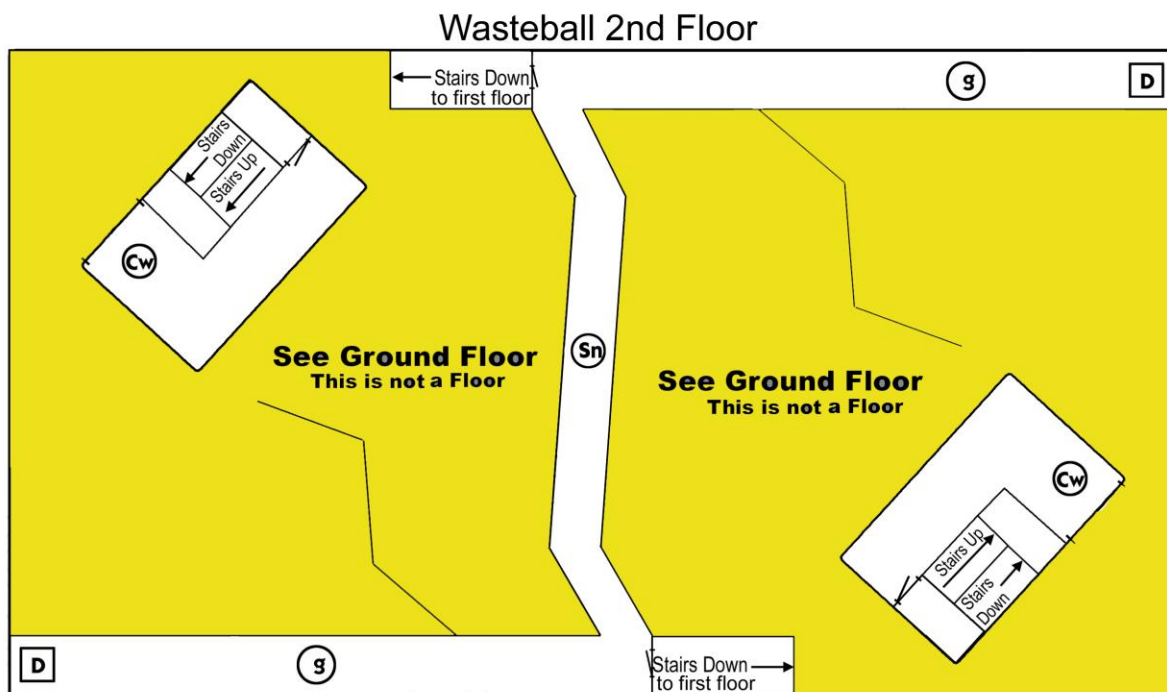 Wasteball 2nd Floor
Stairs Down
to first floor
g
D
Stairs
Down
Stairs Up
Cw
See Ground Floor
This is not a Floor
Sn
See Ground Floor
This is not a Floor
Cw
Stairs Up
Stairs
Down
D
g
Stairs Down
to first floor